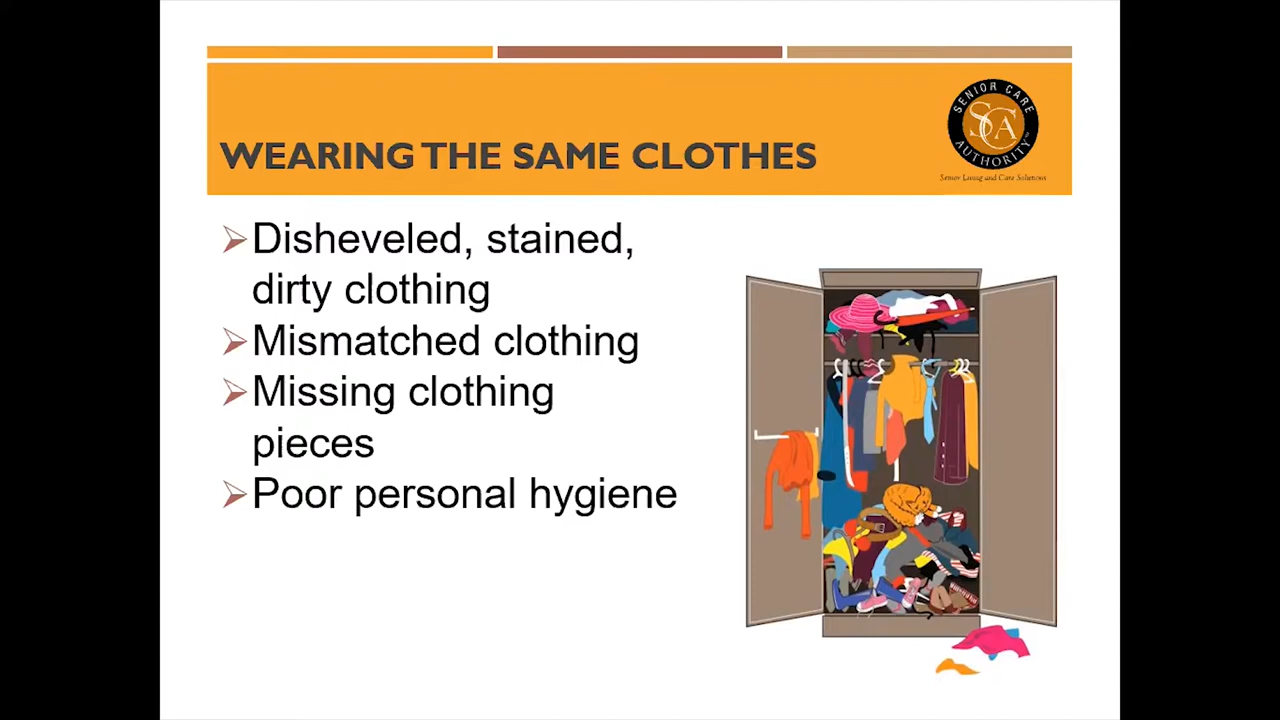 WEARING THE SAME CLOTHES
SENIOR CARE
SCA
AUTHORITY
Senior Living and Care Solutions
Disheveled, stained,
dirty clothing
Mismatched clothing
Missing clothing
pieces
Poor personal hygiene